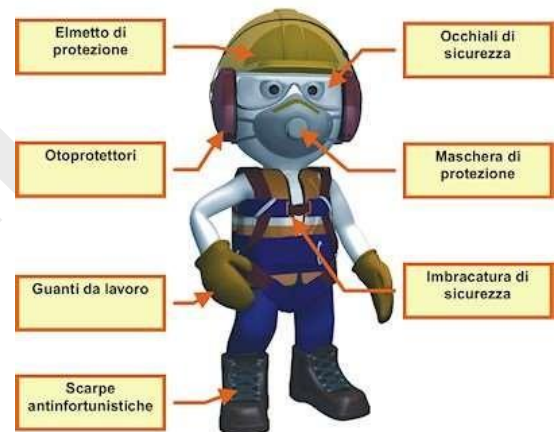 Elmetto di
protezione
Occhiali di
sicurezza
Otoprotettori
Maschera di
protezione
Guanti da lavoro
Imbracatura di
sicurezza
Scarpe
antinfortunistiche